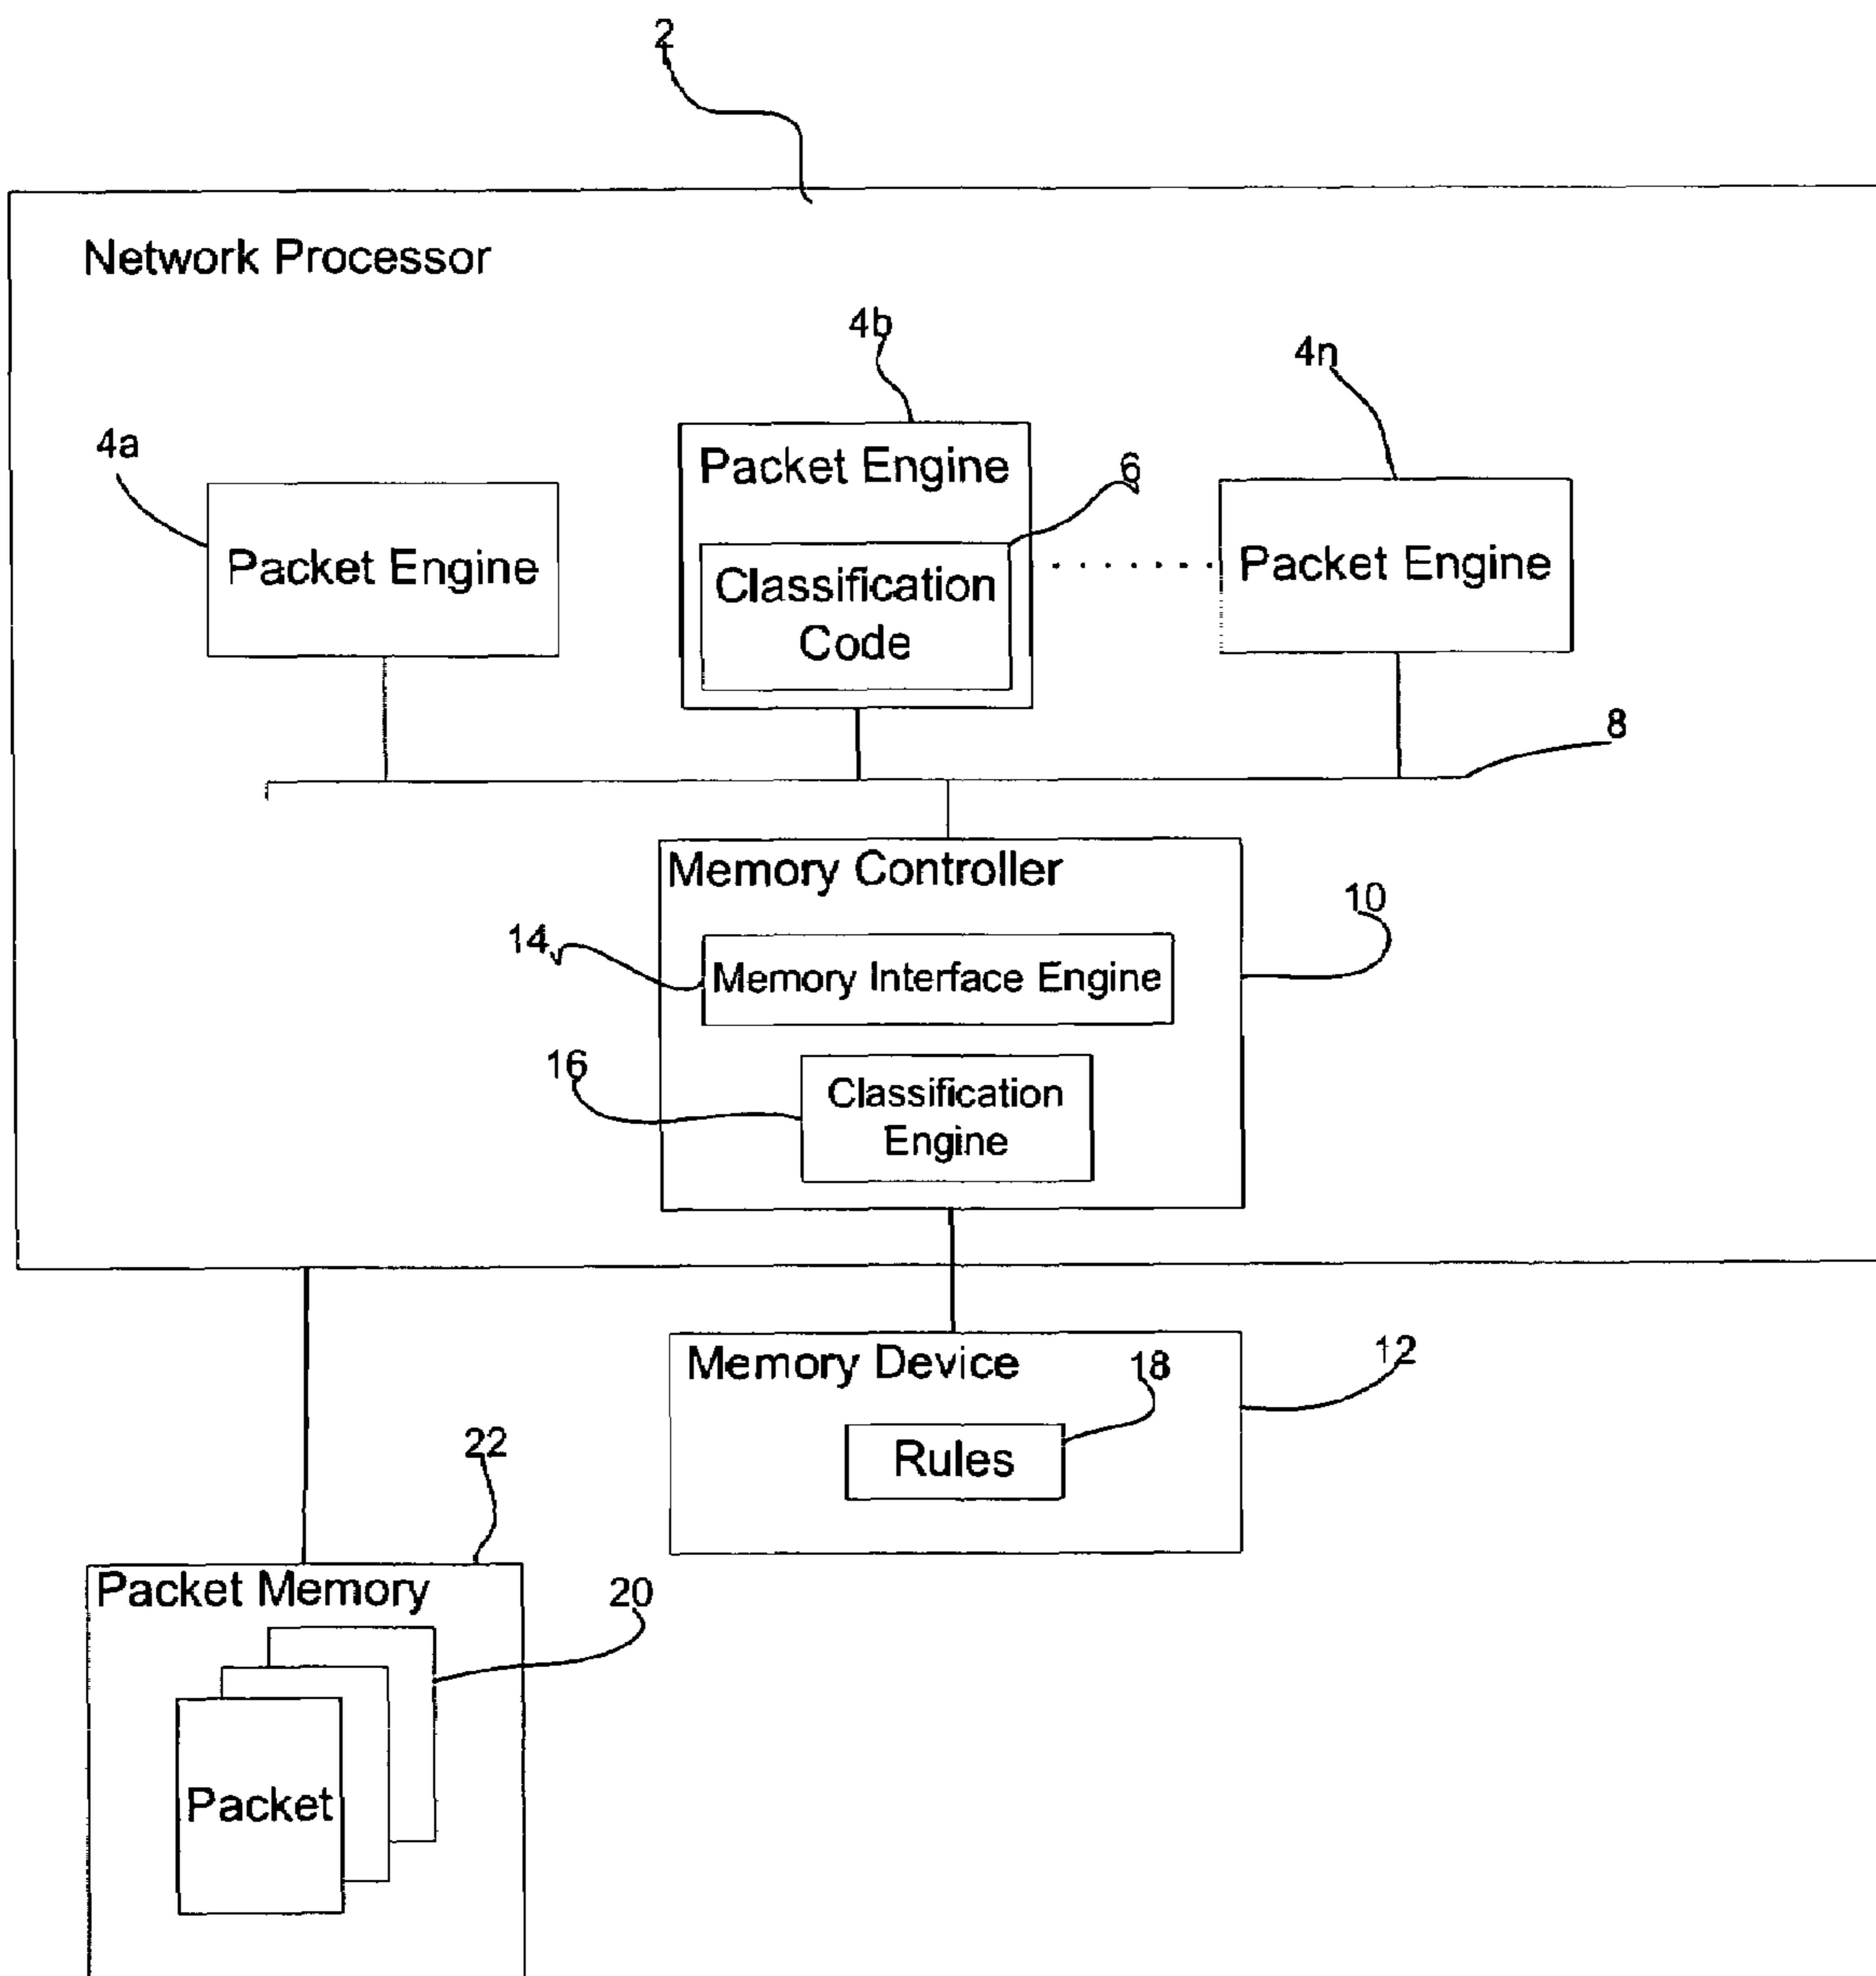 2
Network Processor
4b
4n
4a
Packet Engine
6
Packet Engine
Classification
Code
Packet Engine
8
Memory Controller
10
14
Memory Interface Engine
16
Classification
Engine
12
Memory Device
18
Rules
22
Packet Memory
20
Packet